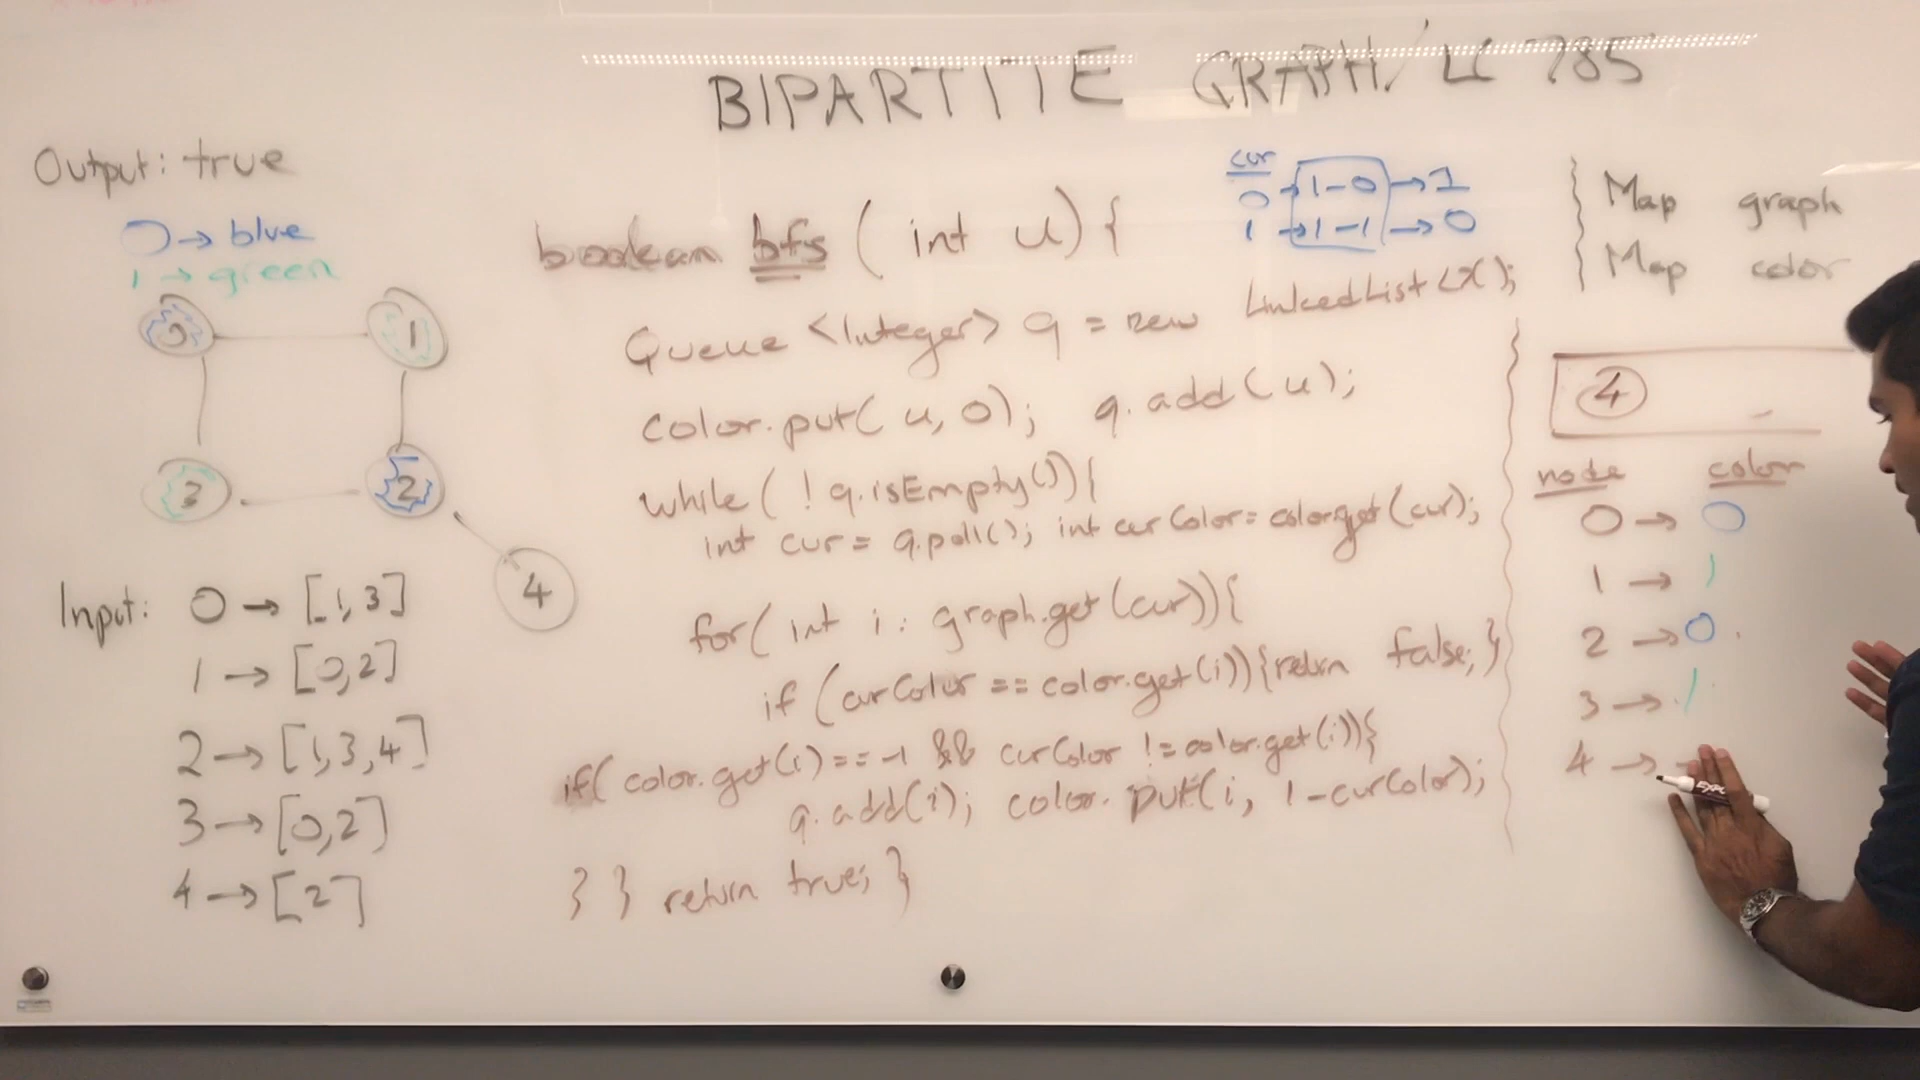 BIPARTITE GRAPH / LC 785
Output: true
0 → blue
1 → green
0
1
3
2
4
Input: 0 → [1,3]
1 → [0,2]
2 → [1,3,4]
3 → [0,2]
4 → [2]
cur
0 → 1-0 → 1
1 → 1-1 → 0
boolean bfs ( int u) {
Queue <Integer> q = new LinkedList<>();
color.put( u, 0); q.add(u);
while( ! q.isEmpty()){
int cur = q.poll(); int curColor = color.get(cur);
for( int i : graph.get(cur)){
if (curColor == color.get(i)){return false;}
if( color.get(i) == -1 && curColor != color.get(i)){
q.add(i); color.put(i, 1-curColor);
} } return true; }
Map graph
Map color
4
node color
0 → 0
1 → 1
2 → 0
3 → 1
4 →
EXPO